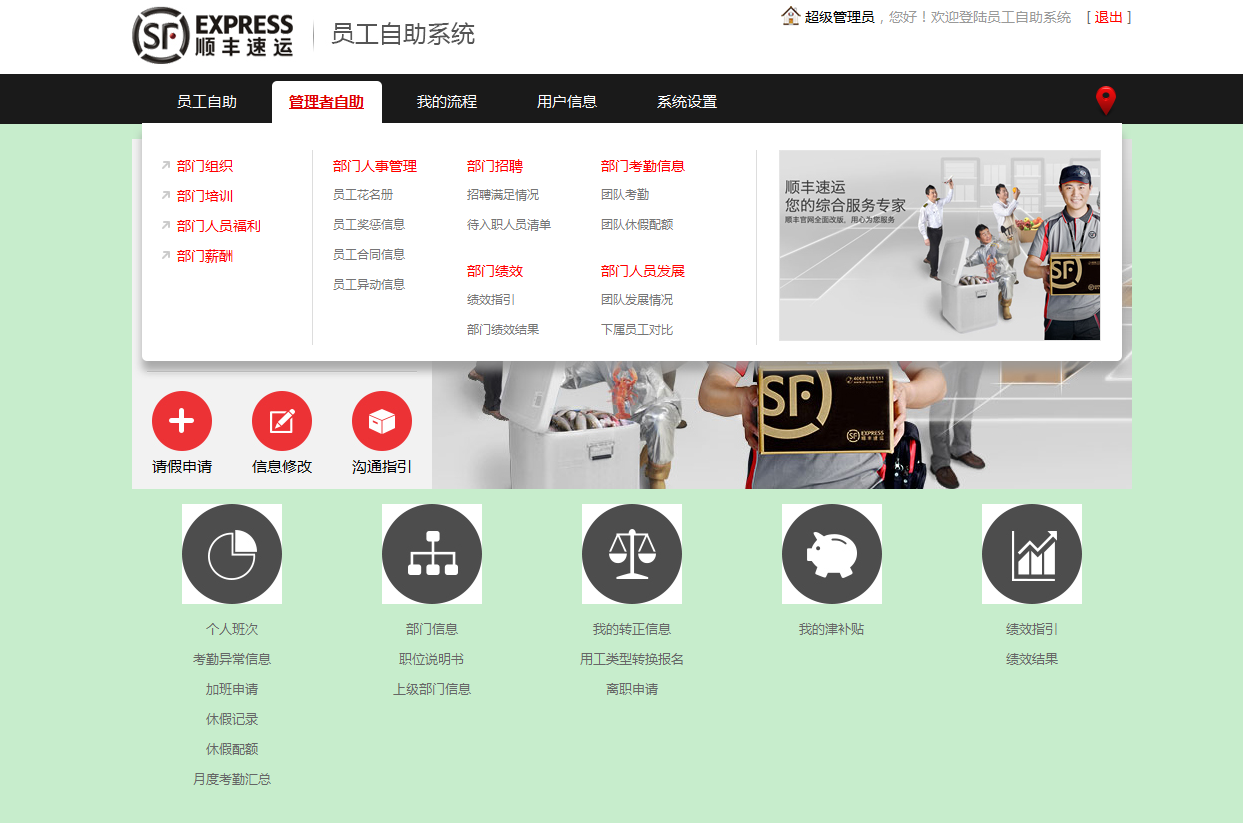 SF EXPRESS 顺丰速运
员工自助系统
超级管理员，您好！欢迎登陆员工自助系统 [ 退出 ]
员工自助 管理者自助 我的流程 用户信息 系统设置
部门组织
部门培训
部门人员福利
部门薪酬
部门人事管理
员工花名册
员工奖惩信息
员工合同信息
员工异动信息
部门招聘
招聘满足情况
待入职人员清单
部门绩效
绩效指引
部门绩效结果
部门考勤信息
团队考勤
团队休假配额
部门人员发展
团队发展情况
下属员工对比
顺丰速运
您的综合服务专家
顺丰官网全面改版，用心为您服务
SF
请假申请 信息修改 沟通指引
SF
SF EXPRESS
顺丰速运
个人班次
考勤异常信息
加班申请
休假记录
休假配额
月度考勤汇总
部门信息
职位说明书
上级部门信息
我的转正信息
用工类型转换报名
离职申请
我的津补贴
绩效指引
绩效结果